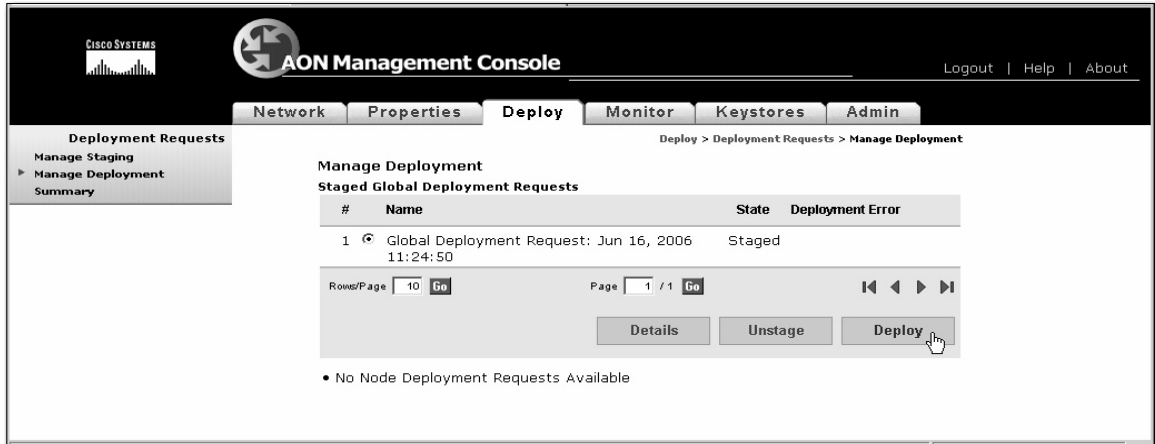 CISCO SYSTEMS
AON Management Console
Logout | Help | About
Network Properties Deploy Monitor Keystores Admin
Deployment Requests
Manage Staging
Manage Deployment
Summary
Deploy > Deployment Requests > Manage Deployment
Manage Deployment
Staged Global Deployment Requests
# Name State Deployment Error
1 Global Deployment Request: Jun 16, 2006 Staged
11:24:50
Rows/Page 10 Go Page 1 / 1 Go
Details Unstage Deploy
• No Node Deployment Requests Available